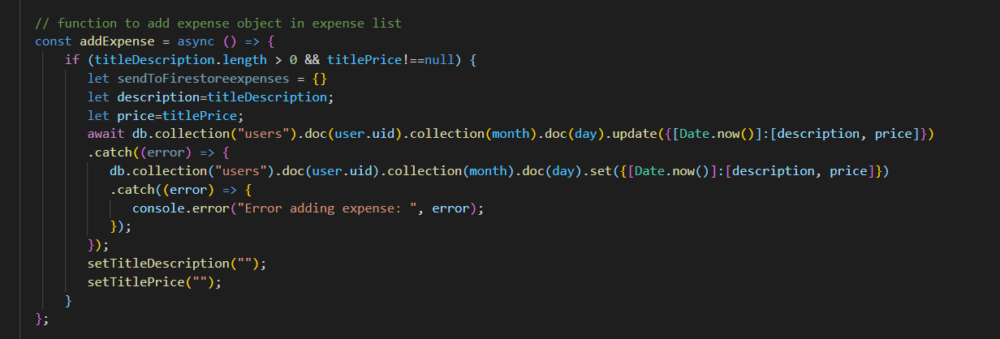 // function to add expense object in expense list
const addExpense = async () => {
if (titleDescription.length > 0 && titlePrice!==null) {
let sendToFirestoreexpenses = {}
let description=titleDescription;
let price=titlePrice;
await db.collection("users").doc(user.uid).collection(month).doc(day).update({[Date.now()]:[description, price]})
.catch((error) => {
db.collection("users").doc(user.uid).collection(month).doc(day).set({[Date.now()]:[description, price]})
.catch((error) => {
console.error("Error adding expense: ", error);
});
});
setTitleDescription("");
setTitlePrice("");
}
};